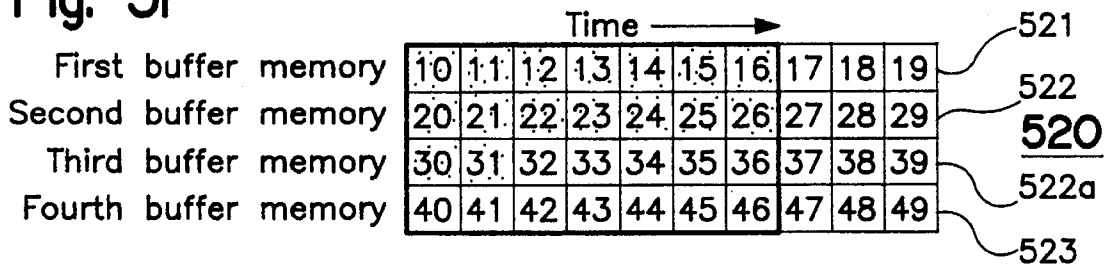 Fig. 5f
Time
First buffer memory 10 11 12 13 14 15 16 17 18 19 521
Second buffer memory 20 21 22 23 24 25 26 27 28 29 522
520
Third buffer memory 30 31 32 33 34 35 36 37 38 39 522a
Fourth buffer memory 40 41 42 43 44 45 46 47 48 49 523